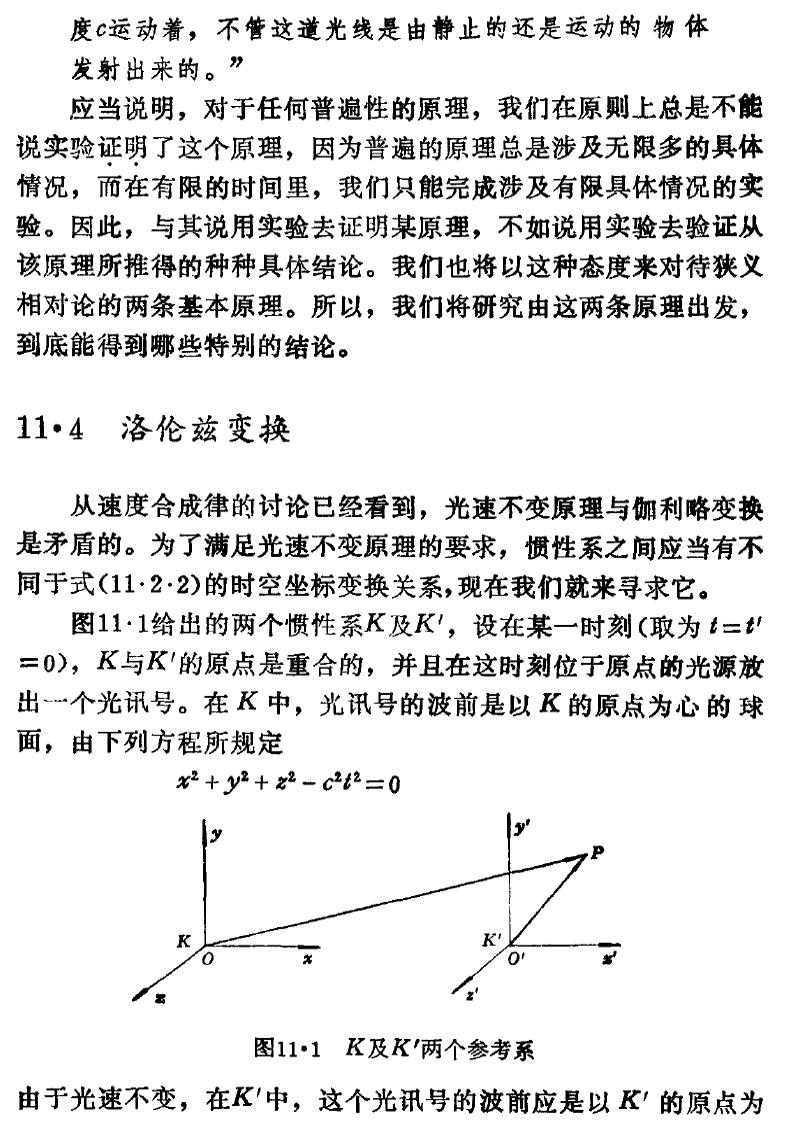 度c运动着，不管这道光线是由静止的还是运动的物体
发射出来的。”
应当说明，对于任何普遍性的原理，我们在原则上总是不能
说实验证明了这个原理，因为普遍的原理总是涉及无限多的具体
情况，而在有限的时间里，我们只能完成涉及有限具体情况的实
验。因此，与其说用实验去证明某原理，不如说用实验去验证从
该原理所推得的种种具体结论。我们也将以这种态度来对待狭义
相对论的两条基本原理。所以，我们将研究由这两条原理出发，
到底能得到哪些特别的结论。
11·4 洛伦兹变换
从速度合成律的讨论已经看到，光速不变原理与伽利略变换
是矛盾的。为了满足光速不变原理的要求，惯性系之间应当有不
同于式(11·2·2)的时空坐标变换关系，现在我们就来寻求它。
图11·1给出的两个惯性系K及K′，设在某一时刻(取为 t=t′
=0)，K与K′的原点是重合的，并且在这时刻位于原点的光源放
出一个光讯号。在 K 中，光讯号的波前是以 K 的原点为心的球
面，由下列方程所规定
x²+y²+z²-c²t²=0
y
y′
P
K
O
x
K′
O′
x′
z
z′
图11·1 K及K′两个参考系
由于光速不变，在K′中，这个光讯号的波前应是以 K′ 的原点为